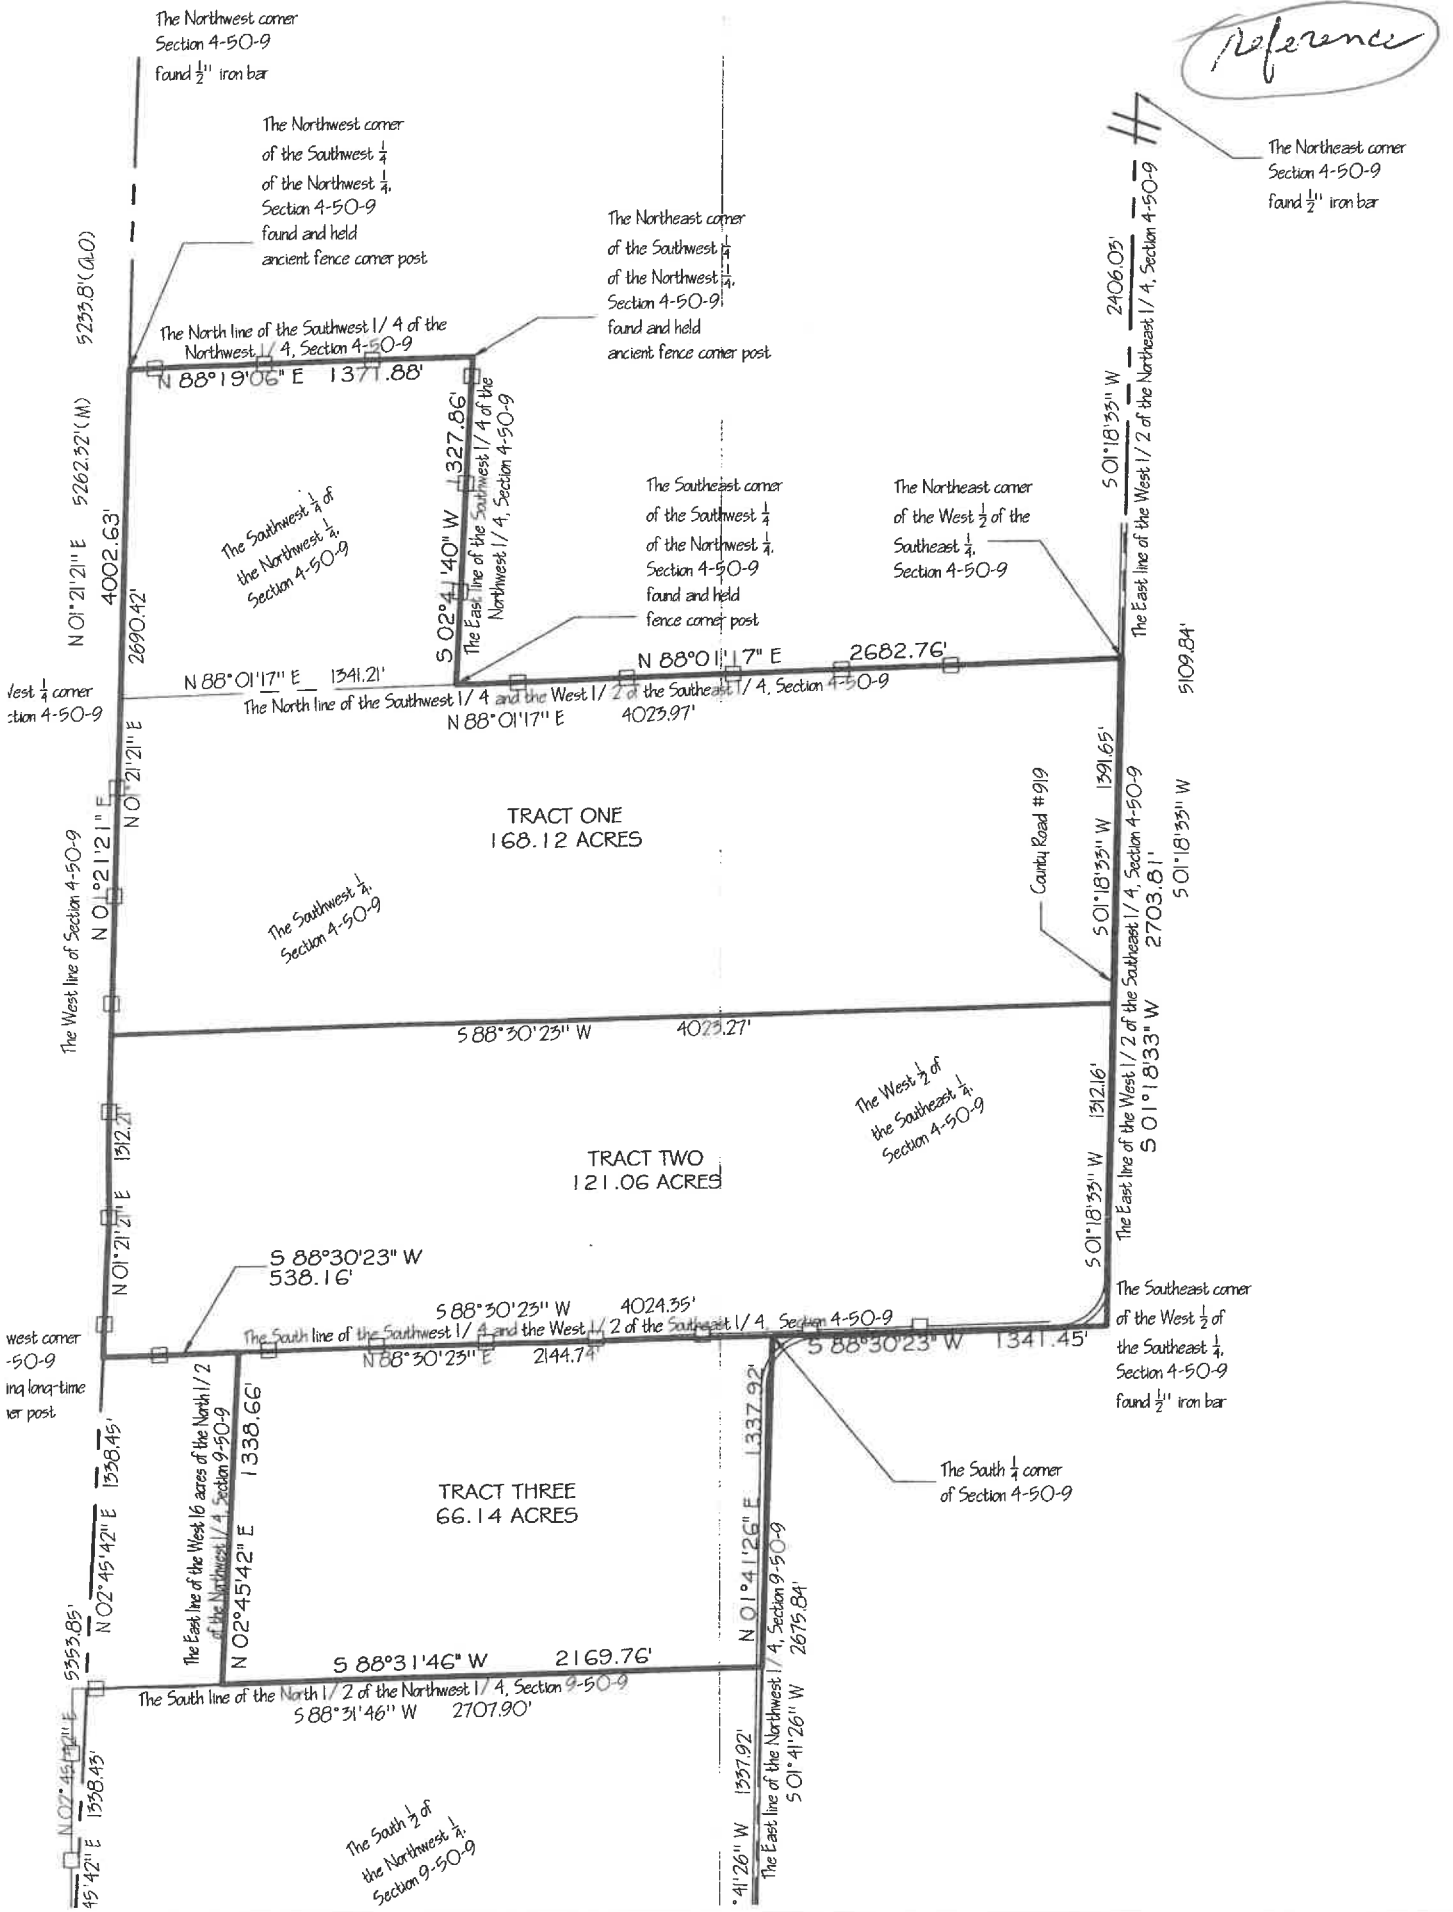 The Northwest corner
Section 4-50-9
found 1/2" iron bar
Reference
The Northwest corner
of the Southwest 1/4
of the Northwest 1/4,
Section 4-50-9
found and held
ancient fence corner post
The Northeast corner
Section 4-50-9
found 1/2" iron bar
The Northeast corner
of the Southwest 1/4
of the Northwest 1/4,
Section 4-50-9
found and held
ancient fence corner post
N 01°21'21" E 5262.32'(M) 5233.8'(GLO)
The North line of the Southwest 1/4 of the
Northwest 1/4, Section 4-50-9
N 88°19'06" E 1371.88'
S 02°41'40" W 1327.86'
The East line of the Southwest 1/4 of the
Northwest 1/4, Section 4-50-9
S 01°18'33" W 2406.03'
The East line of the West 1/2 of the Northeast 1/4, Section 4-50-9
The Southwest 1/4 of
the Northwest 1/4,
Section 4-50-9
4002.63'
2690.42'
The Southeast corner
of the Southwest 1/4
of the Northwest 1/4,
Section 4-50-9
found and held
fence corner post
The Northeast corner
of the West 1/2 of the
Southeast 1/4,
Section 4-50-9
N 88°01'17" E 2682.76'
N 88°01'17" E 1341.21'
The North line of the Southwest 1/4 and the West 1/2 of the Southeast 1/4, Section 4-50-9
N 88°01'17" E 4023.97'
1/4 corner
4-50-9
N 01°21'21" E
N 01°21'21" E
The West line of Section 4-50-9
TRACT ONE
168.12 ACRES
The Southwest 1/4,
Section 4-50-9
County Road #919
S 01°18'33" W 1391.65'
The East line of the West 1/2 of the Southeast 1/4, Section 4-50-9
S 01°18'33" W 2703.81'
S 01°18'33" W 5109.84'
S 88°30'23" W 4023.27'
The West 1/2 of
the Southeast 1/4,
Section 4-50-9
N 01°21'21" E 1312.21'
S 01°18'33" W 1312.16'
TRACT TWO
121.06 ACRES
S 88°30'23" W
538.16'
S 88°30'23" W 4024.35'
The South line of the Southwest 1/4 and the West 1/2 of the Southeast 1/4, Section 4-50-9
N 88°30'23" E 2144.74'
S 88°30'23" W 1341.45'
The Southeast corner
of the West 1/2 of
the Southeast 1/4,
Section 4-50-9
found 1/2" iron bar
west corner
-50-9
ing long-time
er post
N 02°45'42" E 1338.45'
The East line of the West 16 acres of the North 1/2
of the Northwest 1/4, Section 9-50-9
N 02°45'42" E 1338.66'
TRACT THREE
66.14 ACRES
N 01°41'26" E 1337.92'
The South 1/4 corner
of Section 4-50-9
5353.85'
S 88°31'46" W 2169.76'
The South line of the North 1/2 of the Northwest 1/4, Section 9-50-9
S 88°31'46" W 2707.90'
The East line of the Northwest 1/4, Section 9-50-9
S 01°41'26" W 2675.84'
N 02°45'42" E
45'42" E 1338.43'
°41'26" W 1337.92'
The South 1/2 of
the Northwest 1/4,
Section 9-50-9